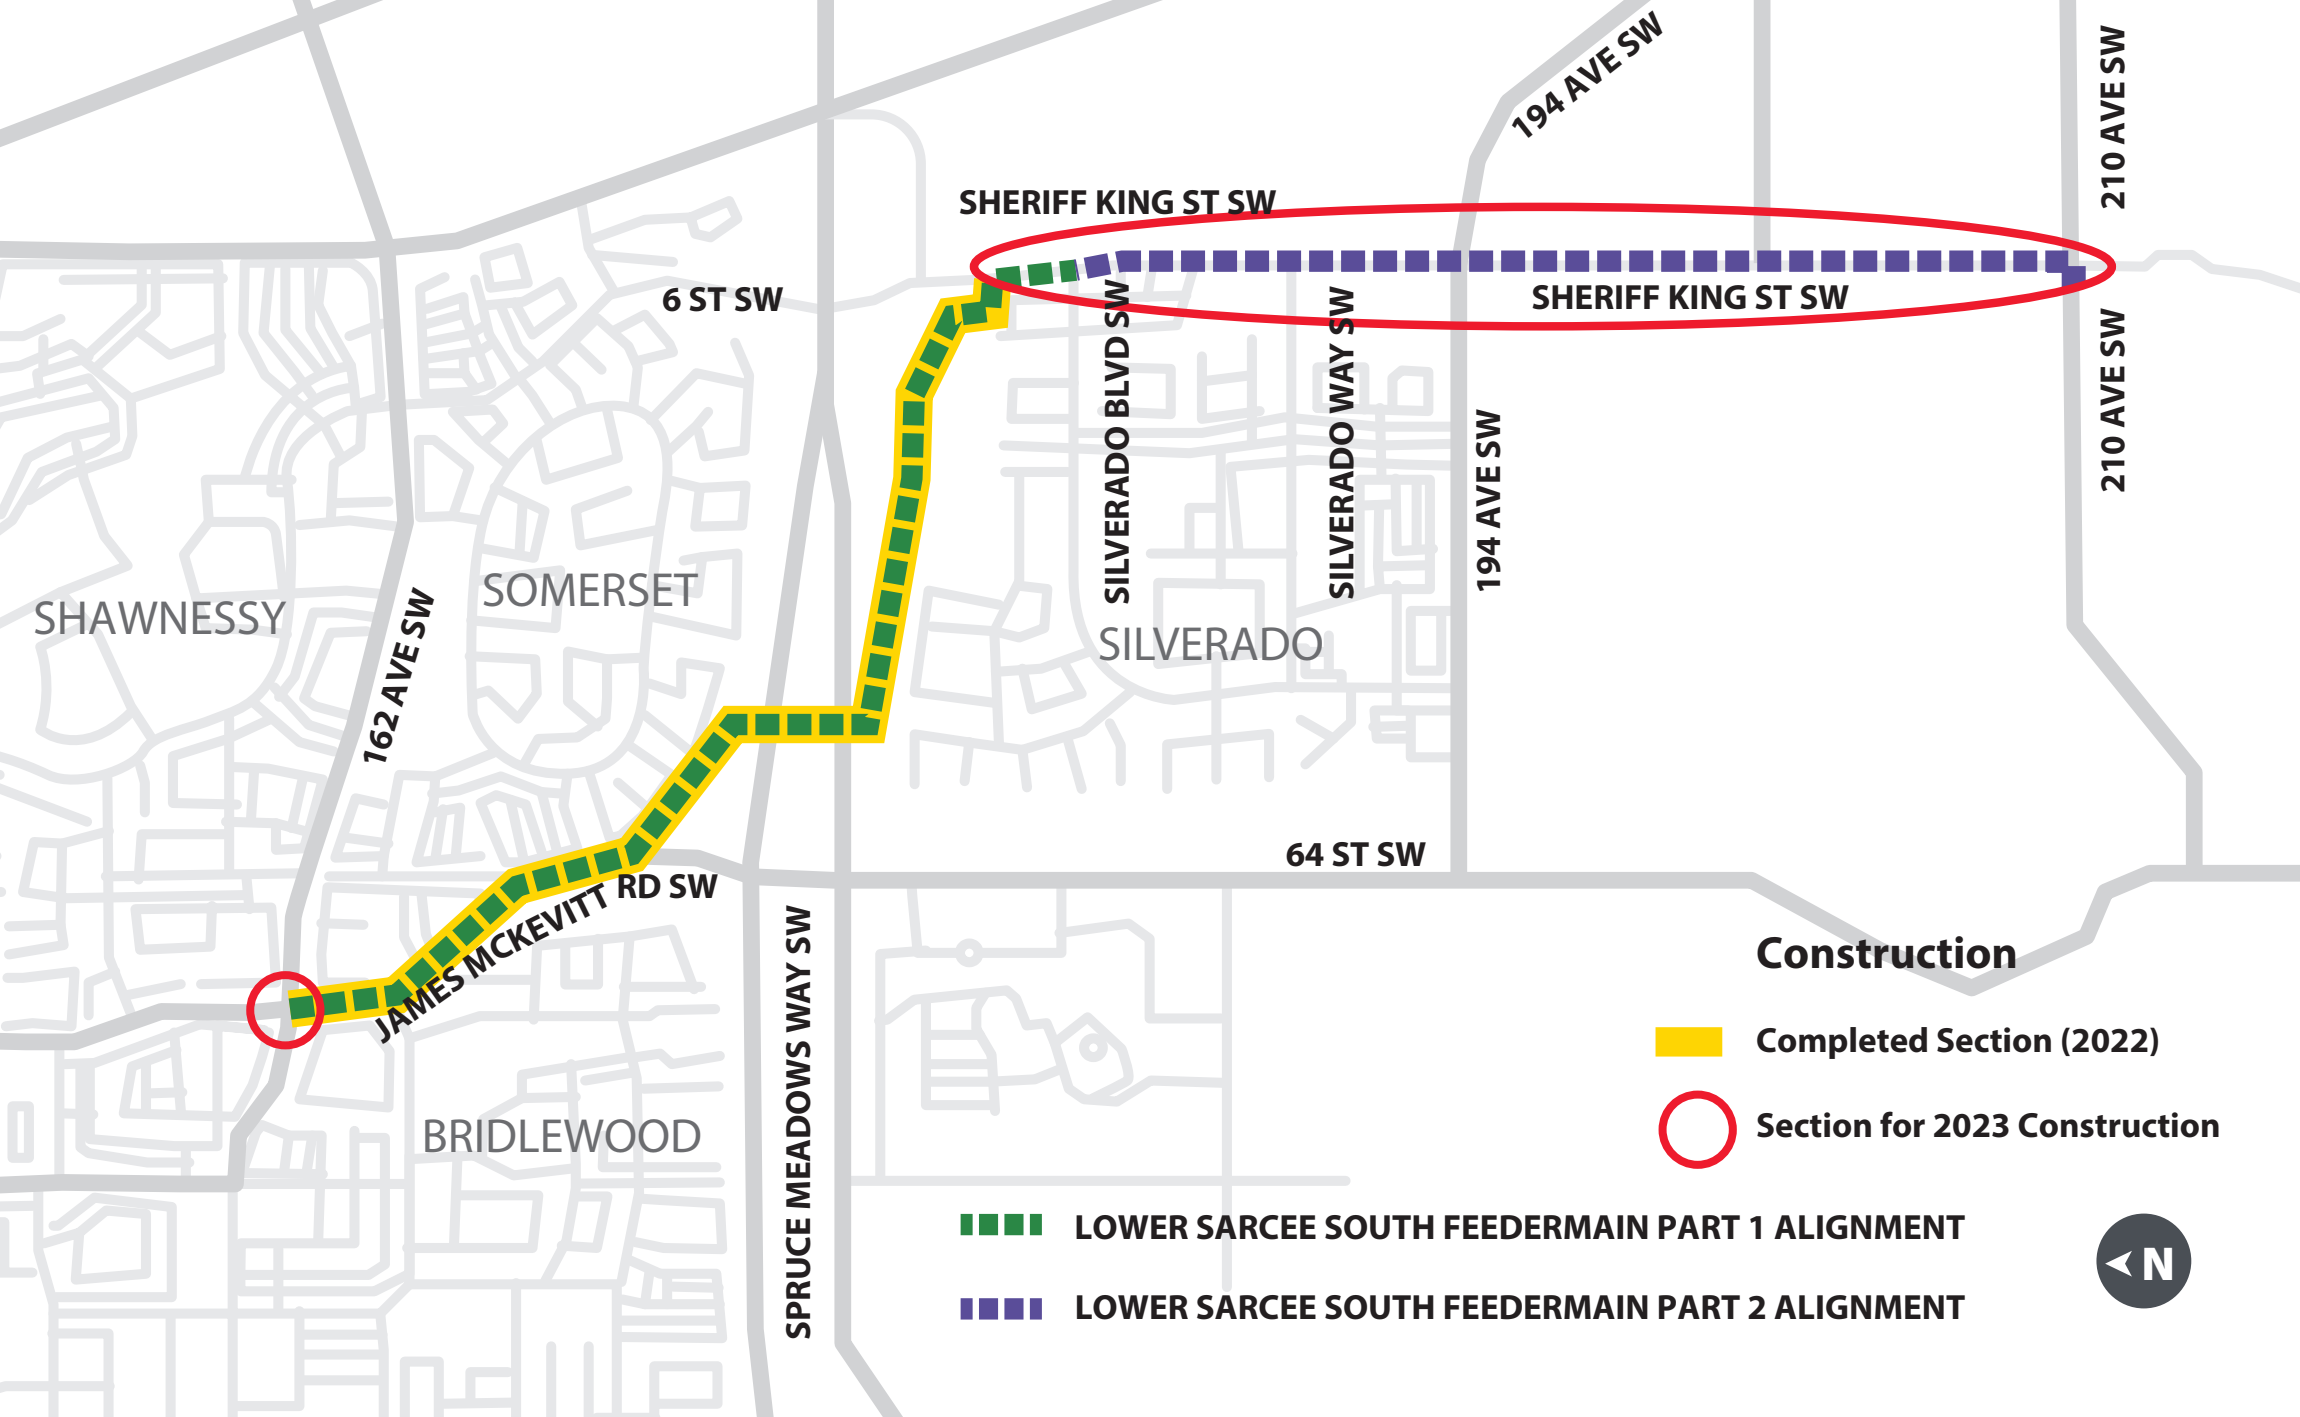 194 AVE SW
210 AVE SW
SHERIFF KING ST SW
6 ST SW
SHERIFF KING ST SW
SILVERADO BLVD SW
SILVERADO WAY SW
194 AVE SW
210 AVE SW
SHAWNESSY
SOMERSET
162 AVE SW
SILVERADO
64 ST SW
JAMES MCKEVITT RD SW
SPRUCE MEADOWS WAY SW
BRIDLEWOOD
Construction
Completed Section (2022)
Section for 2023 Construction
LOWER SARCEE SOUTH FEEDERMAIN PART 1 ALIGNMENT
LOWER SARCEE SOUTH FEEDERMAIN PART 2 ALIGNMENT
N